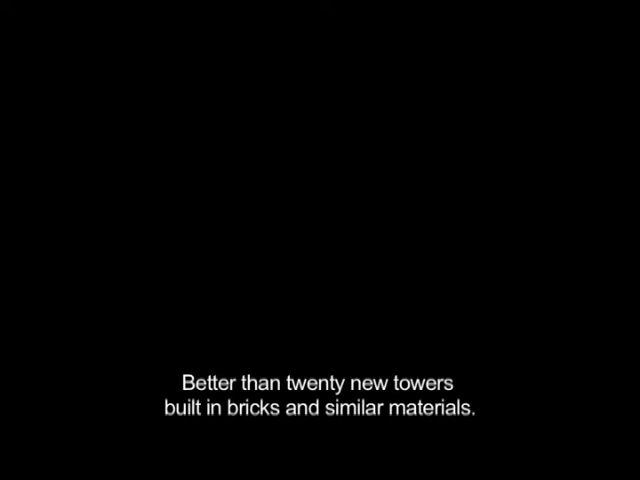 Better than twenty new towers
built in bricks and similar materials.